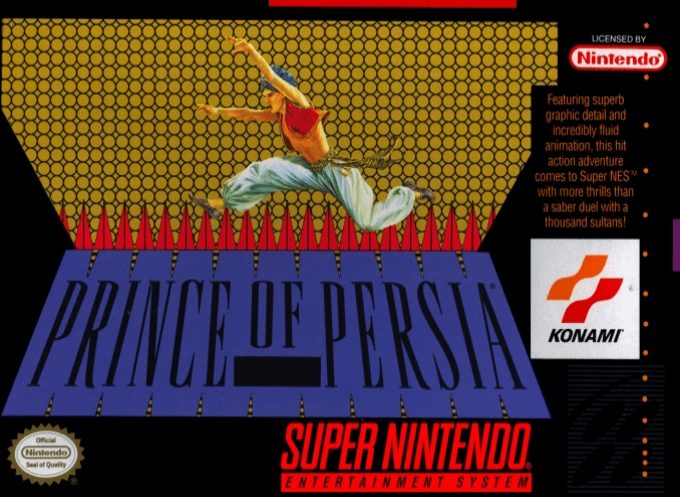 LICENSED BY
Nintendo®
Featuring superb
graphic detail and
incredibly fluid
animation, this hit
action adventure
comes to Super NES™
with more thrills than
a saber duel with a
thousand sultans!
KONAMI®
PRINCE OF PERSIA®
Official
Nintendo
Seal of Quality
®
SUPER NINTENDO®
ENTERTAINMENT SYSTEM